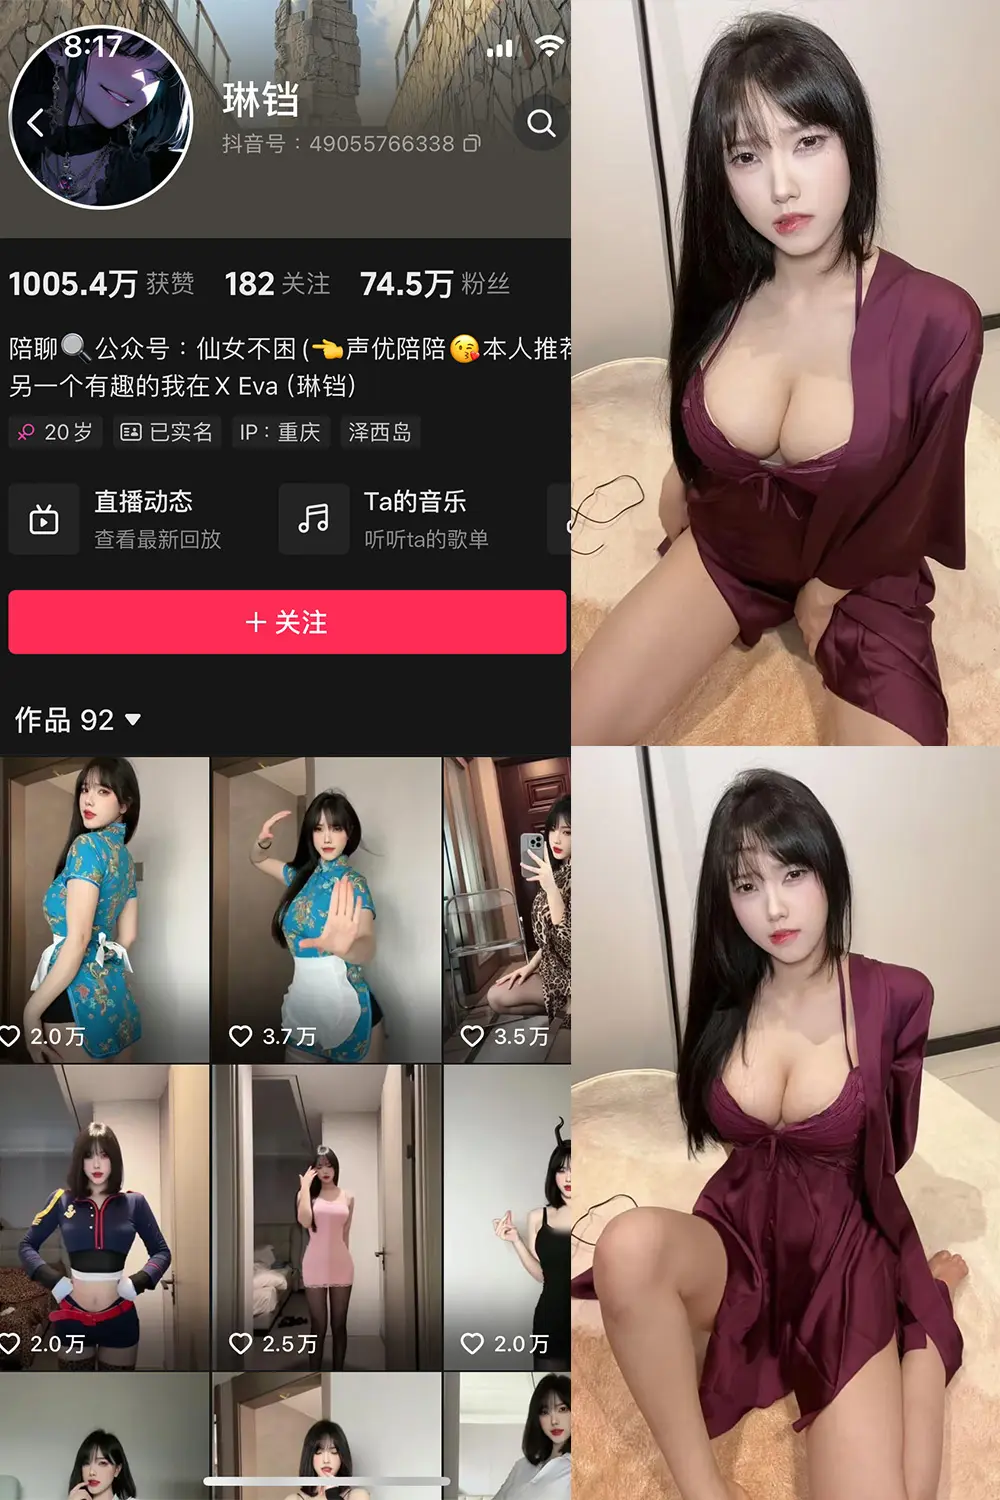 8:17
琳铛
抖音号：49055766338
1005.4万 获赞 182 关注 74.5万 粉丝
陪聊🔍公众号：仙女不困(👈声优陪陪😘本人推荐
另一个有趣的我在X Eva (琳铛)
20岁 已实名 IP：重庆 泽西岛
直播动态
查看最新回放
Ta的音乐
听听ta的歌单
+ 关注
作品 92
2.0万 3.7万 3.5万
2.0万 2.5万 2.0万